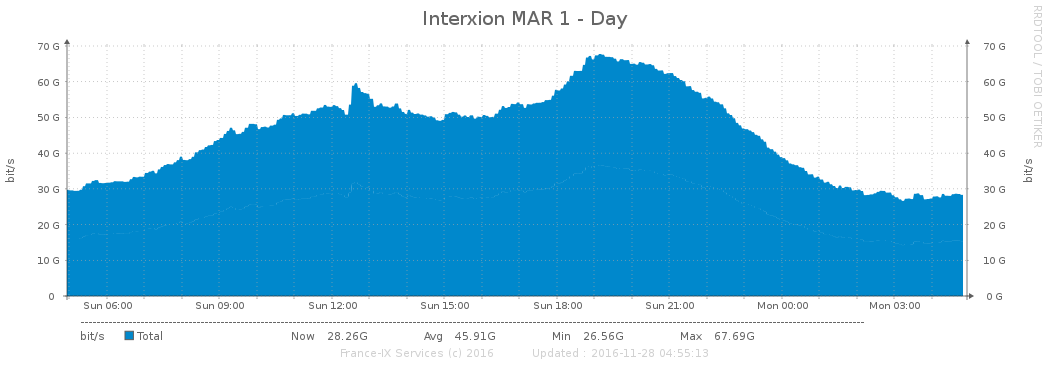 Interxion MAR 1 - Day
RRDTOOL / TOBI OETIKER
70 G 70 G
60 G 60 G
50 G 50 G
40 G 40 G
30 G 30 G
20 G 20 G
10 G 10 G
0 0 G
bit/s bit/s
Sun 06:00 Sun 09:00 Sun 12:00 Sun 15:00 Sun 18:00 Sun 21:00 Mon 00:00 Mon 03:00
bit/s Total Now 28.26G Avg 45.91G Min 26.56G Max 67.69G
France-IX Services (c) 2016 Updated : 2016-11-28 04:55:13